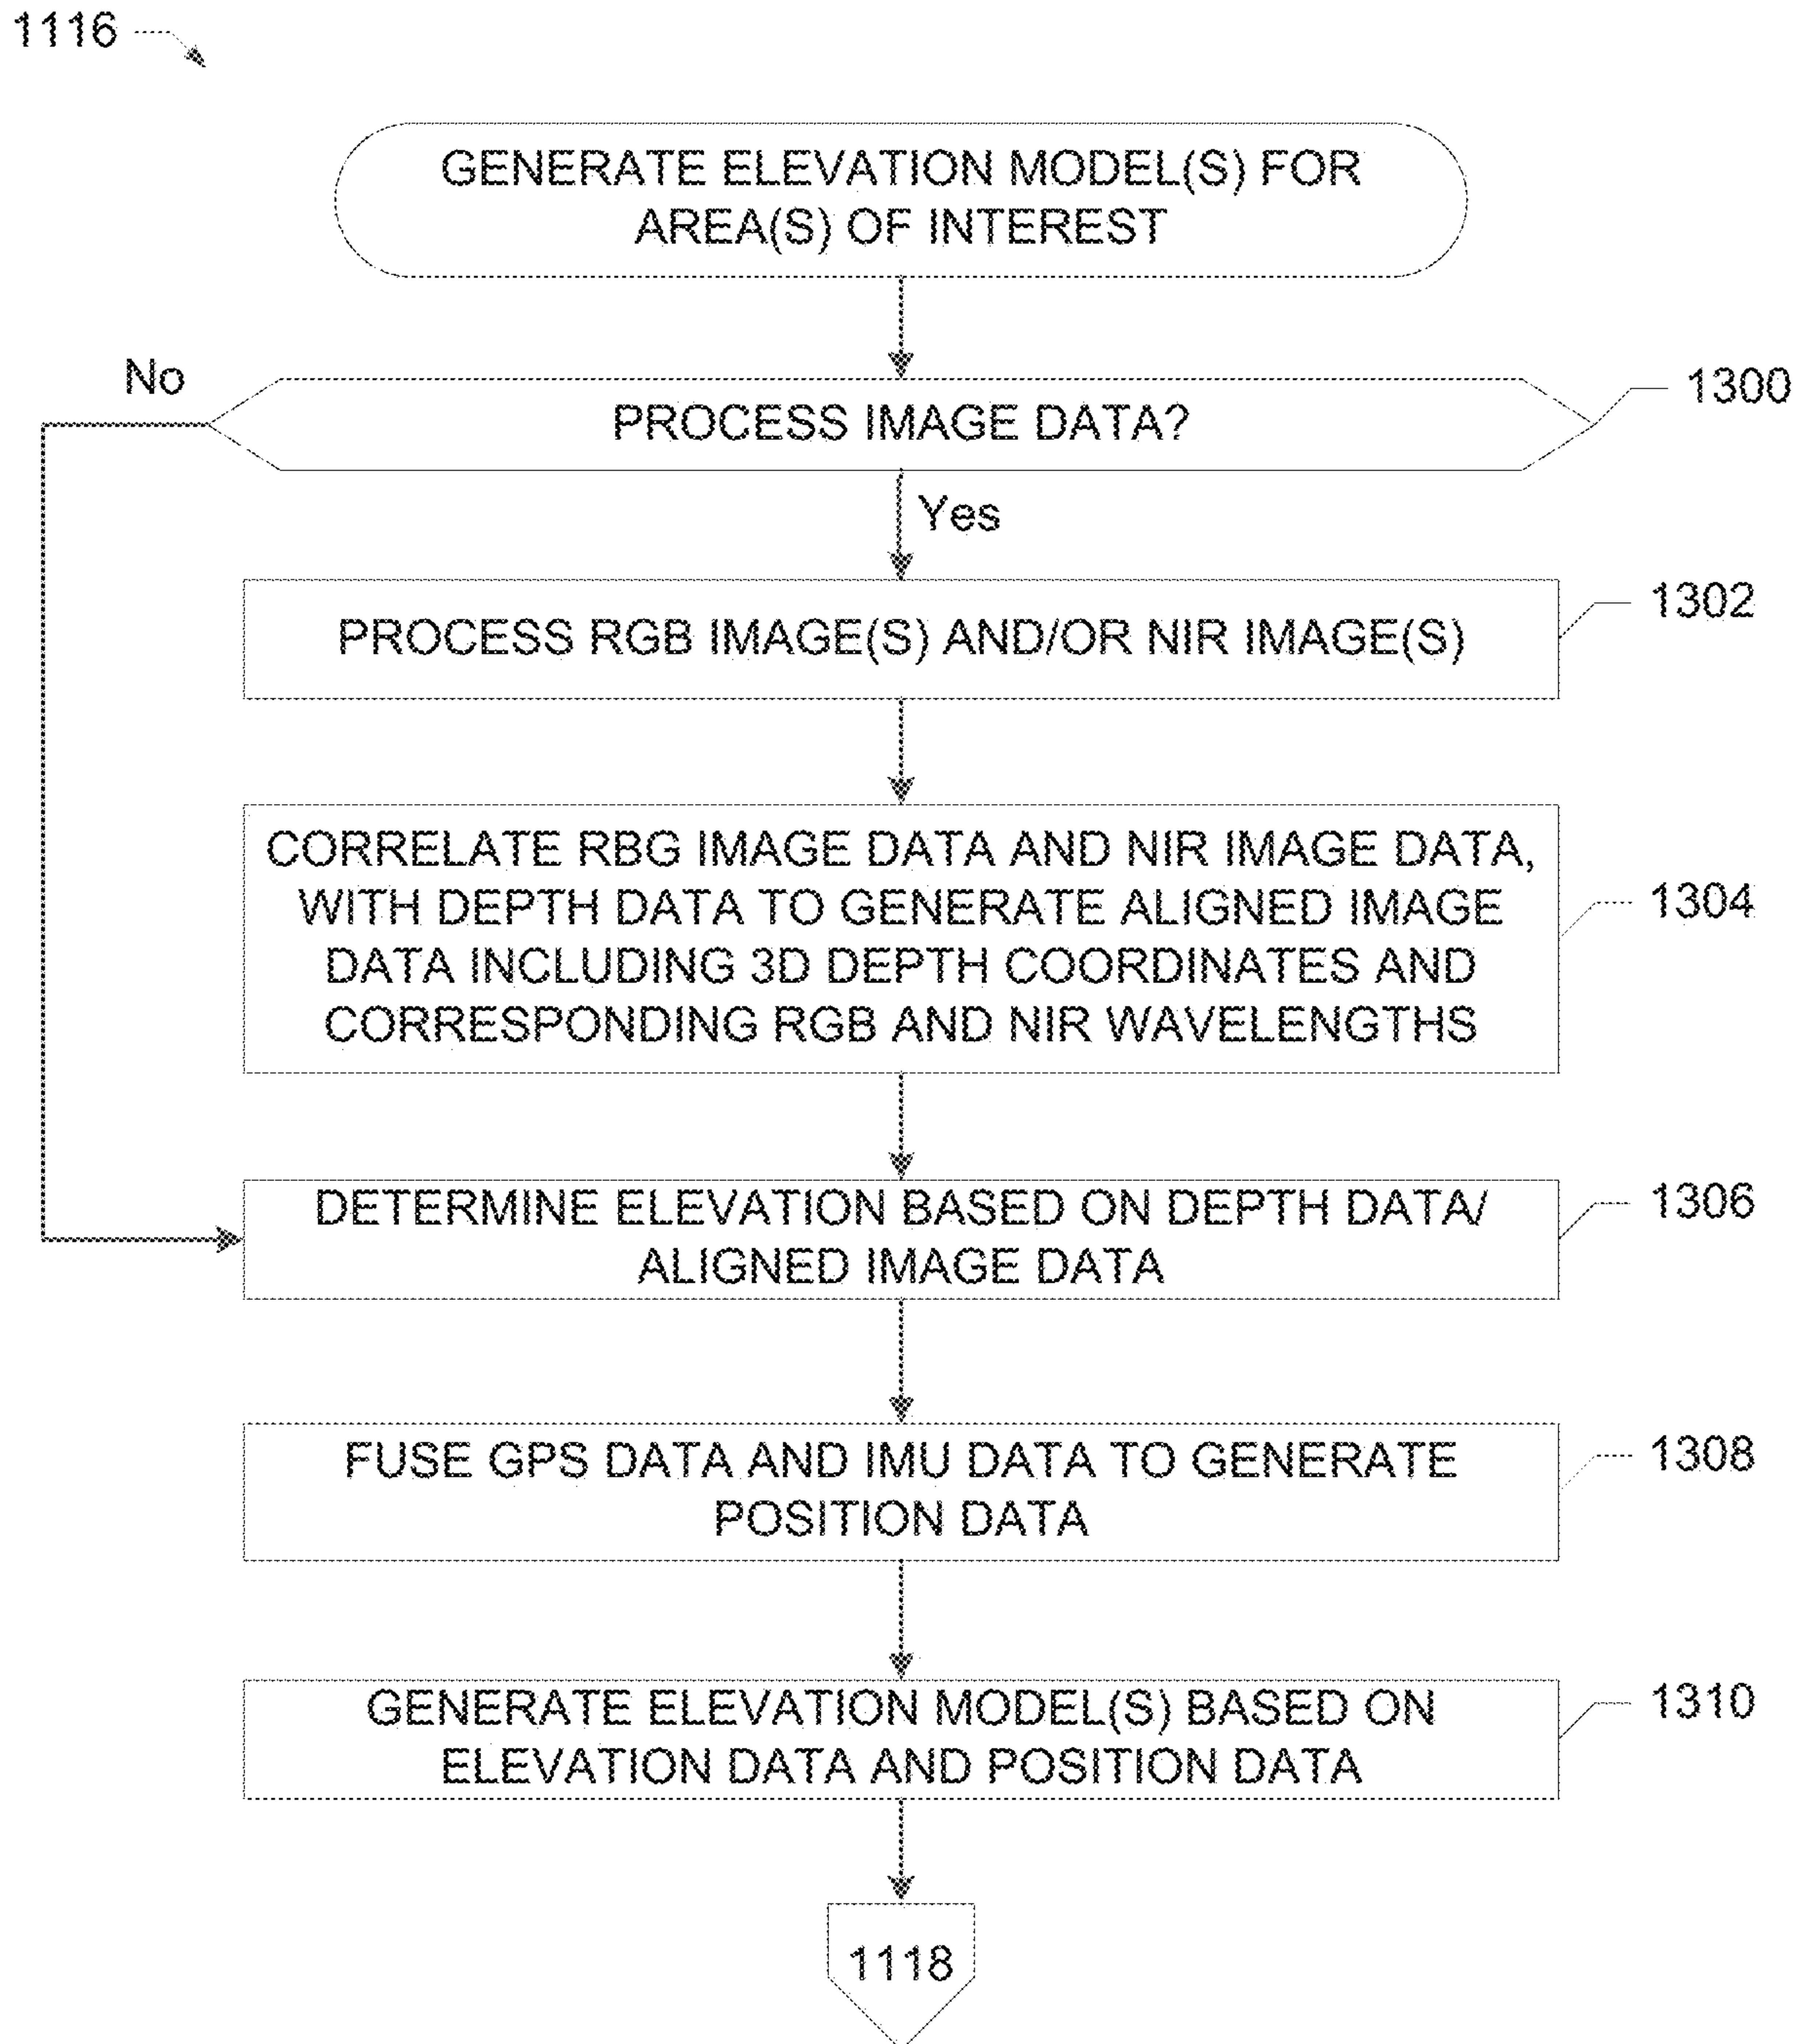 1116
GENERATE ELEVATION MODEL(S) FOR
AREA(S) OF INTEREST
No
PROCESS IMAGE DATA?
1300
Yes
PROCESS RGB IMAGE(S) AND/OR NIR IMAGE(S)
1302
CORRELATE RBG IMAGE DATA AND NIR IMAGE DATA,
WITH DEPTH DATA TO GENERATE ALIGNED IMAGE
DATA INCLUDING 3D DEPTH COORDINATES AND
CORRESPONDING RGB AND NIR WAVELENGTHS
1304
DETERMINE ELEVATION BASED ON DEPTH DATA/
ALIGNED IMAGE DATA
1306
FUSE GPS DATA AND IMU DATA TO GENERATE
POSITION DATA
1308
GENERATE ELEVATION MODEL(S) BASED ON
ELEVATION DATA AND POSITION DATA
1310
1118